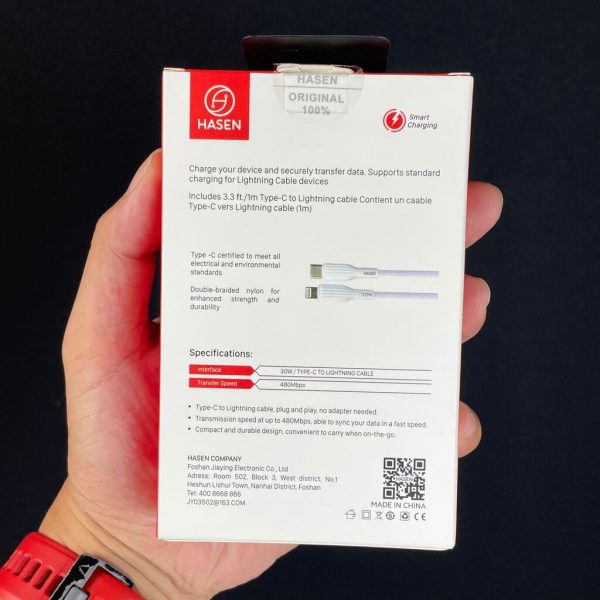 HASEN
ORIGINAL
100%
HASEN
Smart
Charging
Charge your device and securely transfer data. Supports standard
charging for Lightning Cable devices
Includes 3.3 ft./1m Type-C to Lightning cable Contient un caable
Type-C vers Lightning cable (1m)
Type -C certified to meet all
electrical and environmental
standards
HASEN
Double-braided nylon for
enhanced strength and
durability
Specifications:
Interface 30W / TYPE-C TO LIGHTNING CABLE
Transfer Speed 480Mbps
• Type-C to Lightning cable, plug and play, no adapter needed.
• Transmission speed at up to 480Mbps, able to sync your data in a fast speed.
• Compact and durable design, convenient to carry when on-the-go.
HASEN COMPANY
Foshan Jiaying Electronic Co., Ltd
Adress: Room 502, Block 3, West district, No.1
Heshun Lishui Town, Nanhai District, Foshan
Tel: 400 8668 866
JYD3502@163.COM
HASEN
MADE IN CHINA
CE